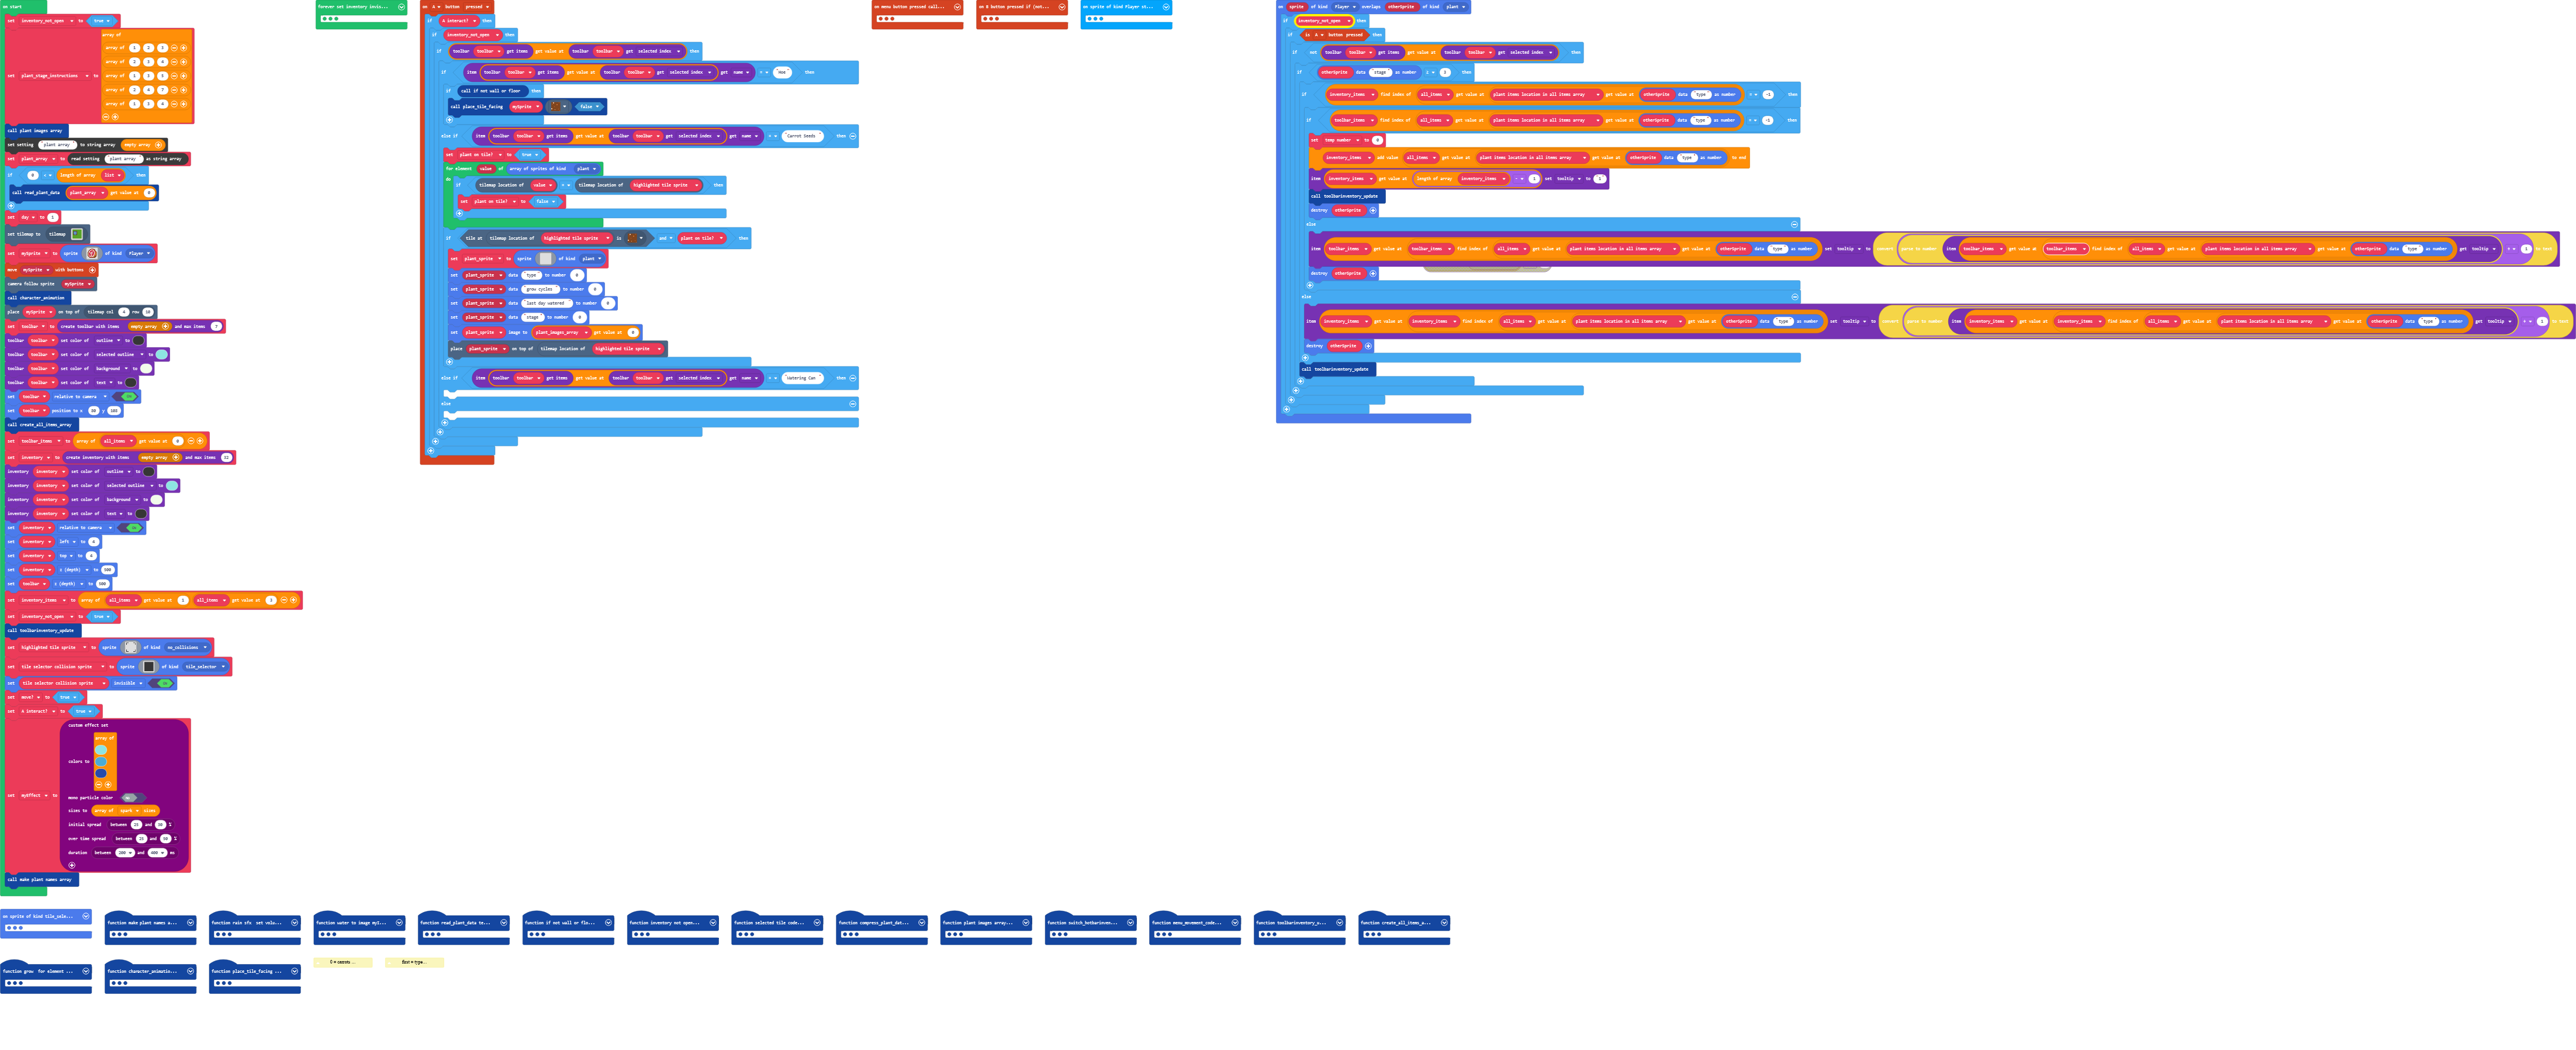 on start
set inventory_not_open to true
array of
array of 1 2 3
array of 2 3 4
set plant_stage_instructions to
array of 2 4 7
call plant images array
set setting "plant array" to string array empty array
set plant_array to read setting "plant array" as string array
if 0 < length of array list then
call read_plant_data plant_array get value at 0
set day to 1
set tilemap to tilemap
set mySprite to sprite of kind Player
move mySprite with buttons
camera follow sprite mySprite
call character_animation
place mySprite on top of tilemap col 4 row 10
set toolbar to create toolbar with items empty array and max items 7
toolbar toolbar set color of outline to
toolbar toolbar set color of selected outline to
toolbar toolbar set color of background to
toolbar toolbar set color of text to
set toolbar relative to camera
set toolbar position to x 80 y 103
call create_all_items_array
set toolbar_items to array of all_items get value at 0
set inventory to create inventory with items empty array and max items 32
inventory inventory set color of outline to
inventory inventory set color of selected outline to
inventory inventory set color of background to
inventory inventory set color of text to
set inventory relative to camera
set inventory left to 4
set inventory top to 4
set inventory z (depth) to 500
set toolbar z (depth) to 500
set inventory_items to array of all_items get value at 1 all_items get value at 3
set inventory_not_open to true
call toolbarinventory_update
set highlighted tile sprite to sprite of kind no_collisions
set tile selector collision sprite to sprite of kind tile_selector
set tile selector collision sprite invisible
set move? to true
set A interact? to true
custom effect set
array of
colors to
set myEffect to
mono particle color
sizes to array of spark sizes
initial spread between 25 and 50 %
over time spread between 25 and 50 %
duration between 200 and 400 ms
call make plant names array
forever set inventory invis...
on A button pressed
if A interact? then
if inventory_not_open then
if toolbar toolbar get items get value at toolbar toolbar get selected index then
if item toolbar toolbar get items get value at toolbar toolbar get selected index get name = "Hoe" then
if call if not wall or floor then
call place_tile_facing mySprite false
else if item toolbar toolbar get items get value at toolbar toolbar get selected index get name = "Carrot Seeds" then
set plant on tile? to true
for element value of array of sprites of kind plant
do
if tilemap location of value = tilemap location of highlighted tile sprite then
set plant on tile? to false
if tile at tilemap location of highlighted tile sprite is and plant on tile? then
set plant_sprite to sprite of kind plant
set plant_sprite data "type" to number 0
set plant_sprite data "grow cycles" to number 0
set plant_sprite data "last day watered" to number 0
set plant_sprite data "stage" to number 0
set plant_sprite image to plant_images_array get value at 0
place plant_sprite on top of tilemap location of highlighted tile sprite
else if item toolbar toolbar get items get value at toolbar toolbar get selected index get name = "Watering Can" then
else
on menu button pressed call...
on B button pressed if (not...
on sprite of kind Player ov...
on sprite of kind Player overlaps otherSprite of kind plant
if inventory_not_open then
if is A button pressed then
if not toolbar toolbar get items get value at toolbar toolbar get selected index then
if otherSprite data "stage" as number ≥ 3 then
if inventory_items find index of all_items get value at plant items location in all items array get value at otherSprite data "type" as number = -1 then
if toolbar_items find index of all_items get value at plant items location in all items array get value at otherSprite data "type" as number = -1 then
set temp number to 0
inventory_items add value all_items get value at plant items location in all items array get value at otherSprite data "type" as number to end
item inventory_items get value at length of array inventory_items - 1 set tooltip to 1
call toolbarinventory_update
destroy otherSprite
else
item toolbar_items get value at toolbar_items find index of all_items get value at plant items location in all items array get value at otherSprite data "type" as number set tooltip to convert parse to number item toolbar_items get value at toolbar_items find index of all_items get value at plant items location in all items array get value at otherSprite data "type" as number get tooltip + 1 to text
destroy otherSprite
else
item inventory_items get value at inventory_items find index of all_items get value at plant items location in all items array get value at otherSprite data "type" as number set tooltip to convert parse to number item inventory_items get value at inventory_items find index of all_items get value at plant items location in all items array get value at otherSprite data "type" as number get tooltip + 1 to text
destroy otherSprite
call toolbarinventory_update
on sprite of kind tile_sele...
function make plant names a...
function rain sfx set volu...
function water to image myS...
function read_plant_data te...
function if not wall or flo...
function inventory not open...
function selected tile code...
function compress_plant_dat...
function plant images array...
function switch_hotbarinven...
function menu_movement_code...
function toolbarinventory_u...
function create_all_items_a...
function grow for element ...
function character_animatio...
function place_tile_facing ...
0 = carrots...
first = type...